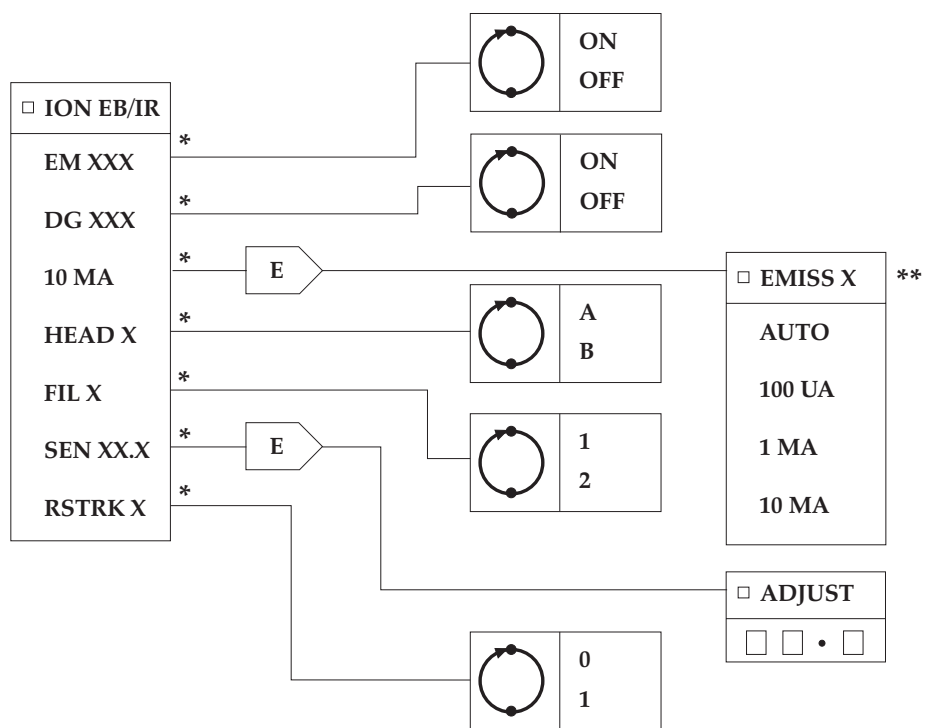 ON
OFF
□ ION EB/IR
EM XXX *
DG XXX *
10 MA *
HEAD X *
FIL X *
SEN XX.X *
RSTRK X *
ON
OFF
E
□ EMISS X **
AUTO
100 UA
1 MA
10 MA
A
B
1
2
E
□ ADJUST
□ □ • □
0
1